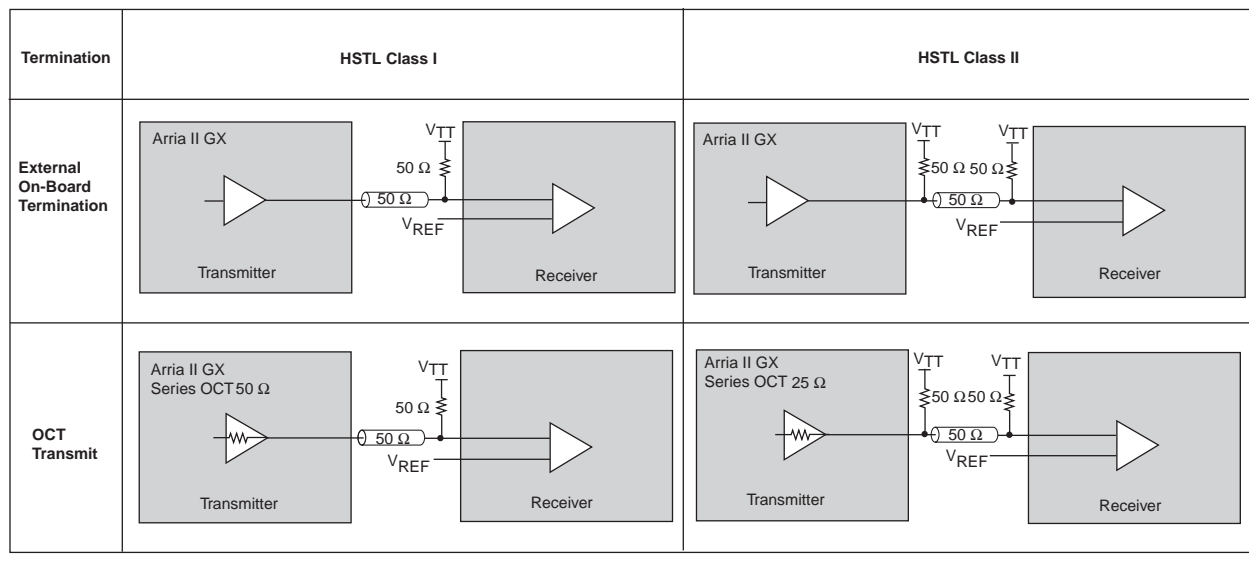 Termination
HSTL Class I
HSTL Class II
External
On-Board
Termination
Arria II GX
VTT
50 Ω
50 Ω
VREF
Transmitter
Receiver
Arria II GX
VTT
VTT
50 Ω
50 Ω
50 Ω
VREF
Transmitter
Receiver
OCT
Transmit
Arria II GX
Series OCT 50 Ω
VTT
50 Ω
50 Ω
VREF
Transmitter
Receiver
Arria II GX
Series OCT 25 Ω
VTT
VTT
50 Ω
50 Ω
50 Ω
VREF
Transmitter
Receiver